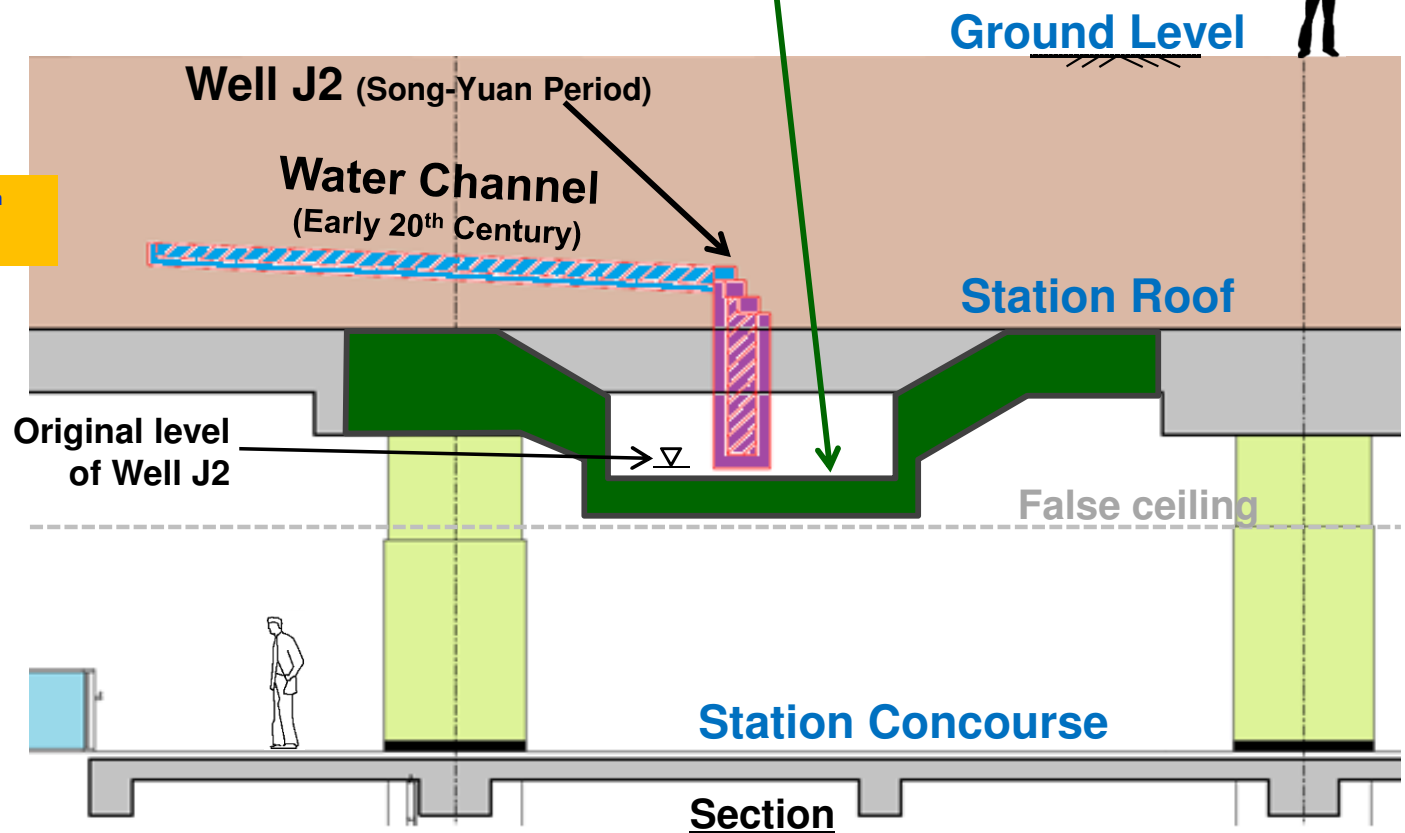 Ground Level
Well J2 (Song-Yuan Period)
Water Channel
(Early 20th Century)
Station Roof
Original level
of Well J2
False ceiling
Station Concourse
Section